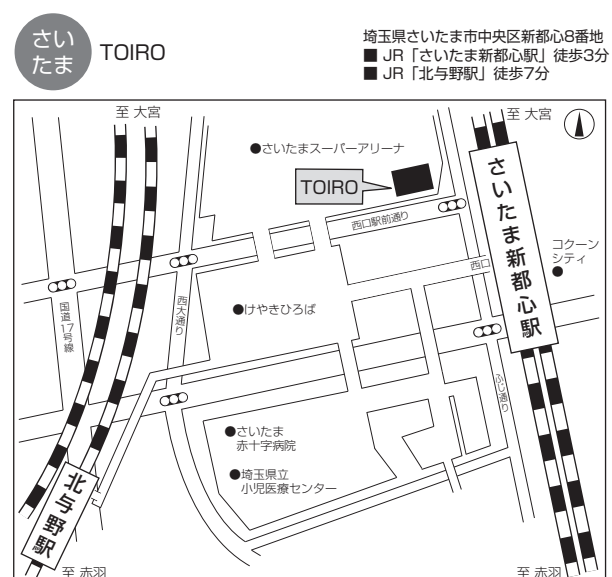 さい
たま
TOIRO
埼玉県さいたま市中央区新都心8番地
■ JR「さいたま新都心駅」徒歩3分
■ JR「北与野駅」徒歩7分
至 大宮
至 大宮
●さいたまスーパーアリーナ
TOIRO
さいたま新都心駅
西口駅前通り
コクーン
シティ
●
西口
国道17号線
西大通り
●けやきひろば
ふじ通り
●さいたま
赤十字病院
●埼玉県立
小児医療センター
北与野駅
至 赤羽
至 赤羽